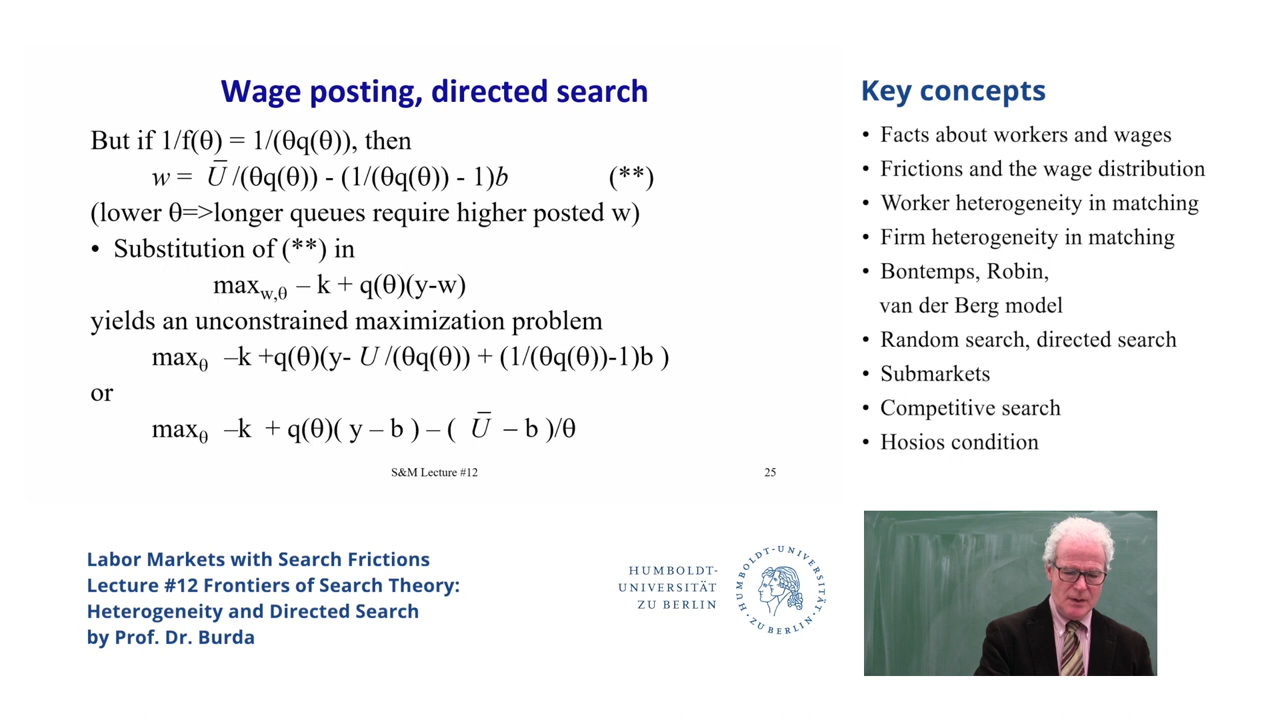 Wage posting, directed search
But if 1/f(θ) = 1/(θq(θ)), then
w = U̅ /(θq(θ)) - (1/(θq(θ)) - 1)b (**)
(lower θ=>longer queues require higher posted w)
• Substitution of (**) in
max_{w,θ} – k + q(θ)(y-w)
yields an unconstrained maximization problem
max_θ –k +q(θ)(y- U /(θq(θ)) + (1/(θq(θ))-1)b )
or
max_θ –k + q(θ)( y – b ) – ( U̅ – b )/θ
S&M Lecture #12
25
Key concepts
• Facts about workers and wages
• Frictions and the wage distribution
• Worker heterogeneity in matching
• Firm heterogeneity in matching
• Bontemps, Robin,
van der Berg model
• Random search, directed search
• Submarkets
• Competitive search
• Hosios condition
Labor Markets with Search Frictions
Lecture #12 Frontiers of Search Theory:
Heterogeneity and Directed Search
by Prof. Dr. Burda
HUMBOLDT-
UNIVERSITÄT
ZU BERLIN
HUMBOLDT-UNIVERSITÄT
ZU BERLIN